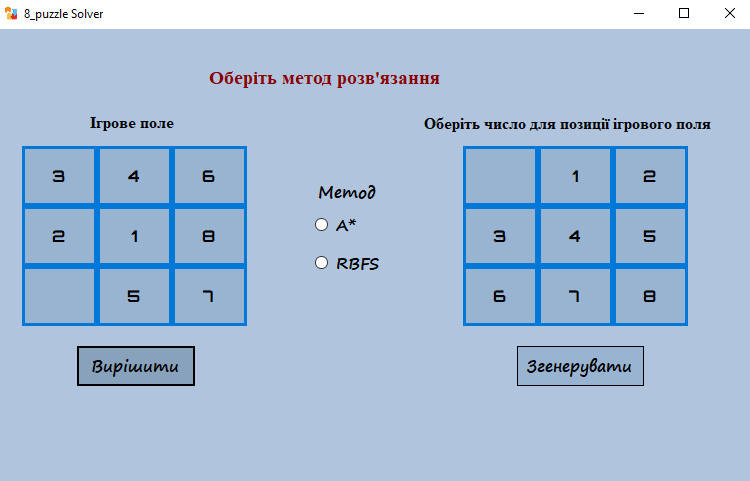 8_puzzle Solver
Оберіть метод розв'язання
Ігрове поле
Оберіть число для позиції ігрового поля
3 4 6
2 1 8
5 7
Метод
A*
RBFS
1 2
3 4 5
6 7 8
Вирішити
Згенерувати